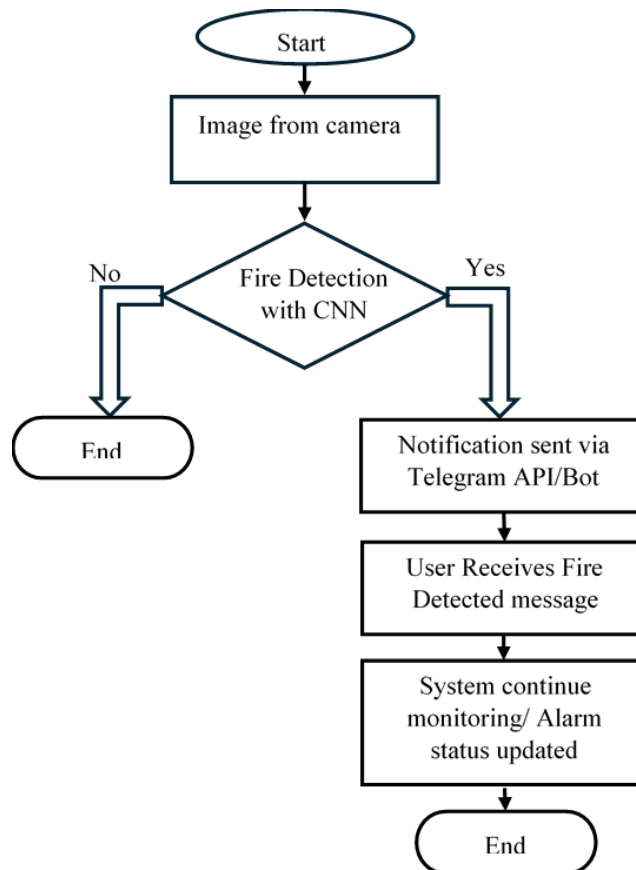 Start
Image from camera
No
Fire Detection
with CNN
Yes
End
Notification sent via
Telegram API/Bot
User Receives Fire
Detected message
System continue
monitoring/ Alarm
status updated
End